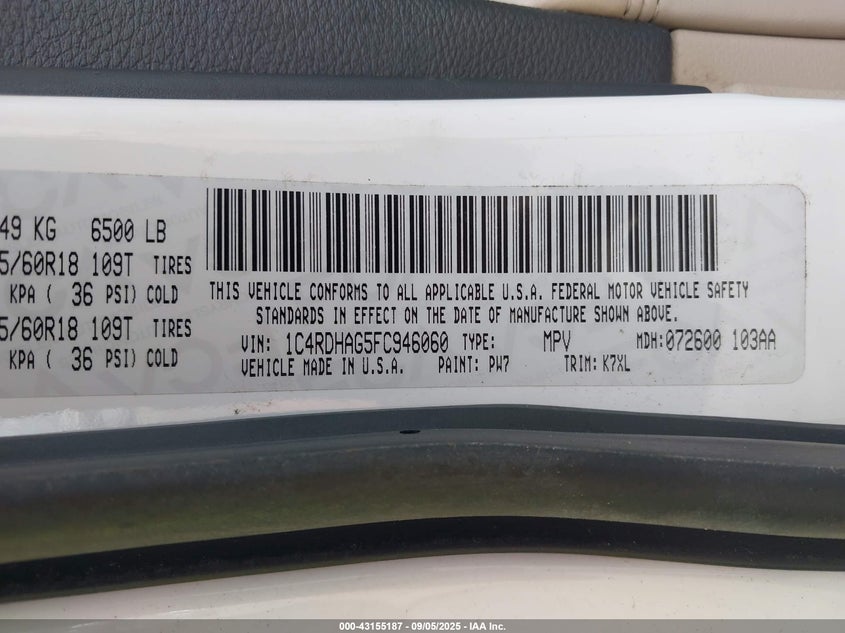 49 KG 6500 LB
5/60R18 109T TIRES
KPA ( 36 PSI) COLD
5/60R18 109T TIRES
KPA ( 36 PSI) COLD
THIS VEHICLE CONFORMS TO ALL APPLICABLE U.S.A. FEDERAL MOTOR VEHICLE SAFETY
STANDARDS IN EFFECT ON THE DATE OF MANUFACTURE SHOWN ABOVE.
VIN: 1C4RDHAG5FC946060 TYPE: MPV MDH:072600 103AA
VEHICLE MADE IN U.S.A. PAINT: PW7 TRIM: K7XL
000-43155187 - 09/05/2025 - IAA Inc.